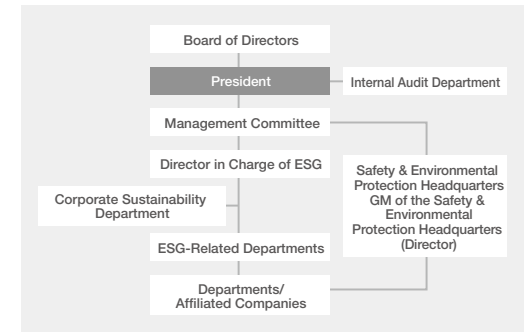 Board of Directors
President
Internal Audit Department
Management Committee
Director in Charge of ESG
Safety & Environmental
Protection Headquarters
GM of the Safety &
Environmental
Protection Headquarters
(Director)
Corporate Sustainability
Department
ESG-Related Departments
Departments/
Affiliated Companies